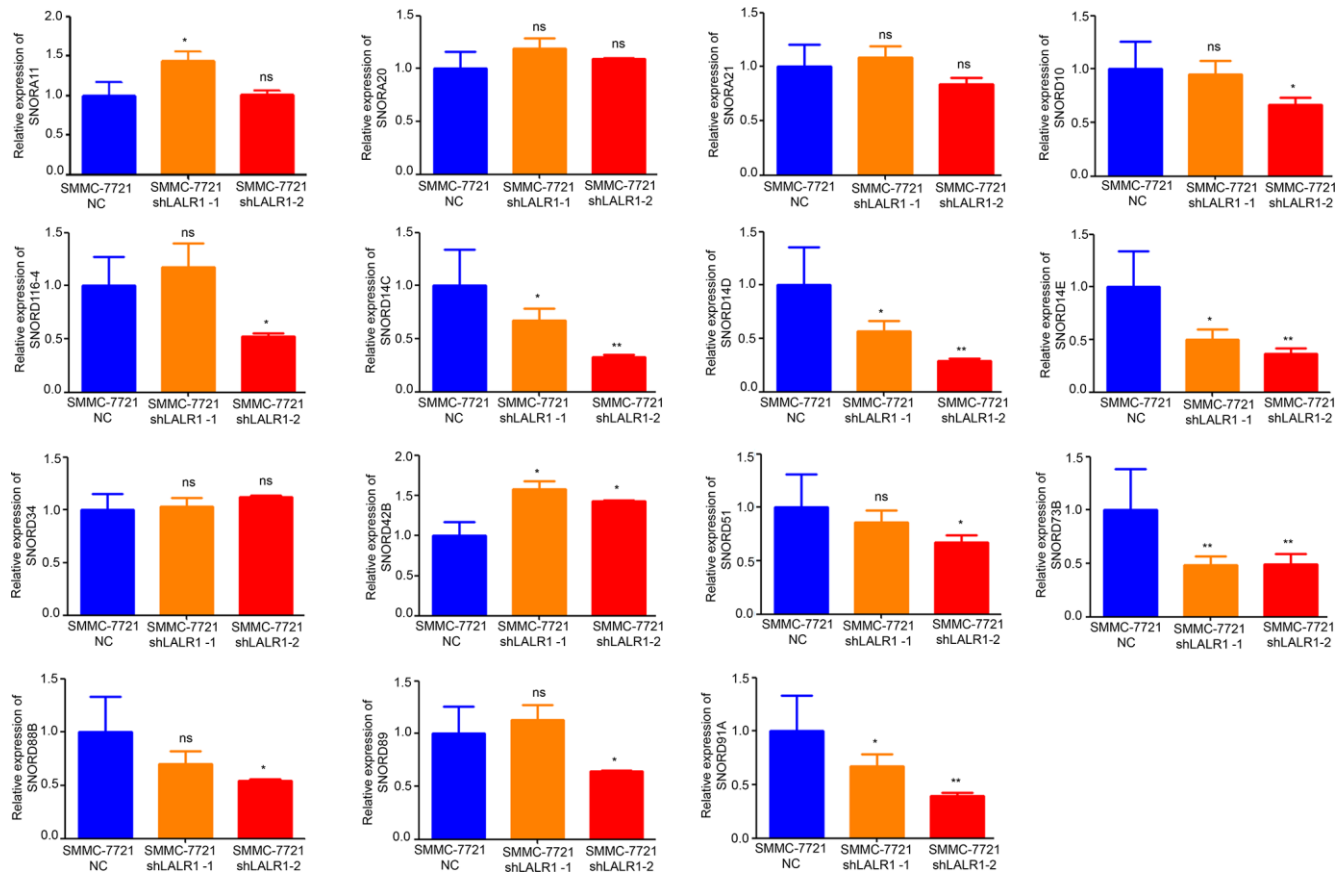 Relative expression of
SNORA11
2.0
1.5
1.0
0.5
0.0
*
ns
SMMC-7721
NC
SMMC-7721
shLALR1 -1
SMMC-7721
shLALR1-2
Relative expression of
SNORA20
1.5
1.0
0.5
0.0
ns
ns
SMMC-7721
NC
SMMC-7721
shLALR1-1
SMMC-7721
shLALR1-2
Relative expression of
SNORA21
1.5
1.0
0.5
0.0
ns
ns
SMMC-7721
NC
SMMC-7721
shLALR1 -1
SMMC-7721
shLALR1-2
Relative expression of
SNORD10
1.5
1.0
0.5
0.0
ns
*
SMMC-7721
NC
SMMC-7721
shLALR1 -1
SMMC-7721
shLALR1-2
Relative expression of
SNORD116-4
1.5
1.0
0.5
0.0
ns
*
SMMC-7721
NC
SMMC-7721
shLALR1 -1
SMMC-7721
shLALR1-2
Relative expression of
SNORD14C
1.5
1.0
0.5
0.0
*
**
SMMC-7721
NC
SMMC-7721
shLALR1 -1
SMMC-7721
shLALR1-2
Relative expression of
SNORD14D
1.5
1.0
0.5
0.0
*
**
SMMC-7721
NC
SMMC-7721
shLALR1 -1
SMMC-7721
shLALR1-2
Relative expression of
SNORD14E
1.5
1.0
0.5
0.0
*
**
SMMC-7721
NC
SMMC-7721
shLALR1 -1
SMMC-7721
shLALR1-2
Relative expression of
SNORD34
1.5
1.0
0.5
0.0
ns
ns
SMMC-7721
NC
SMMC-7721
shLALR1 -1
SMMC-7721
shLALR1-2
Relative expression of
SNORD42B
2.0
1.5
1.0
0.5
0.0
*
*
SMMC-7721
NC
SMMC-7721
shLALR1 -1
SMMC-7721
shLALR1-2
Relative expression of
SNORD51
1.5
1.0
0.5
0.0
ns
*
SMMC-7721
NC
SMMC-7721
shLALR1 -1
SMMC-7721
shLALR1-2
Relative expression of
SNORD73B
1.5
1.0
0.5
0.0
**
**
SMMC-7721
NC
SMMC-7721
shLALR1 -1
SMMC-7721
shLALR1-2
Relative expression of
SNORD88B
1.5
1.0
0.5
0.0
ns
*
SMMC-7721
NC
SMMC-7721
shLALR1 -1
SMMC-7721
shLALR1-2
Relative expression of
SNORD89
1.5
1.0
0.5
0.0
ns
*
SMMC-7721
NC
SMMC-7721
shLALR1 -1
SMMC-7721
shLALR1-2
Relative expression of
SNORD91A
1.5
1.0
0.5
0.0
*
**
SMMC-7721
NC
SMMC-7721
shLALR1 -1
SMMC-7721
shLALR1-2